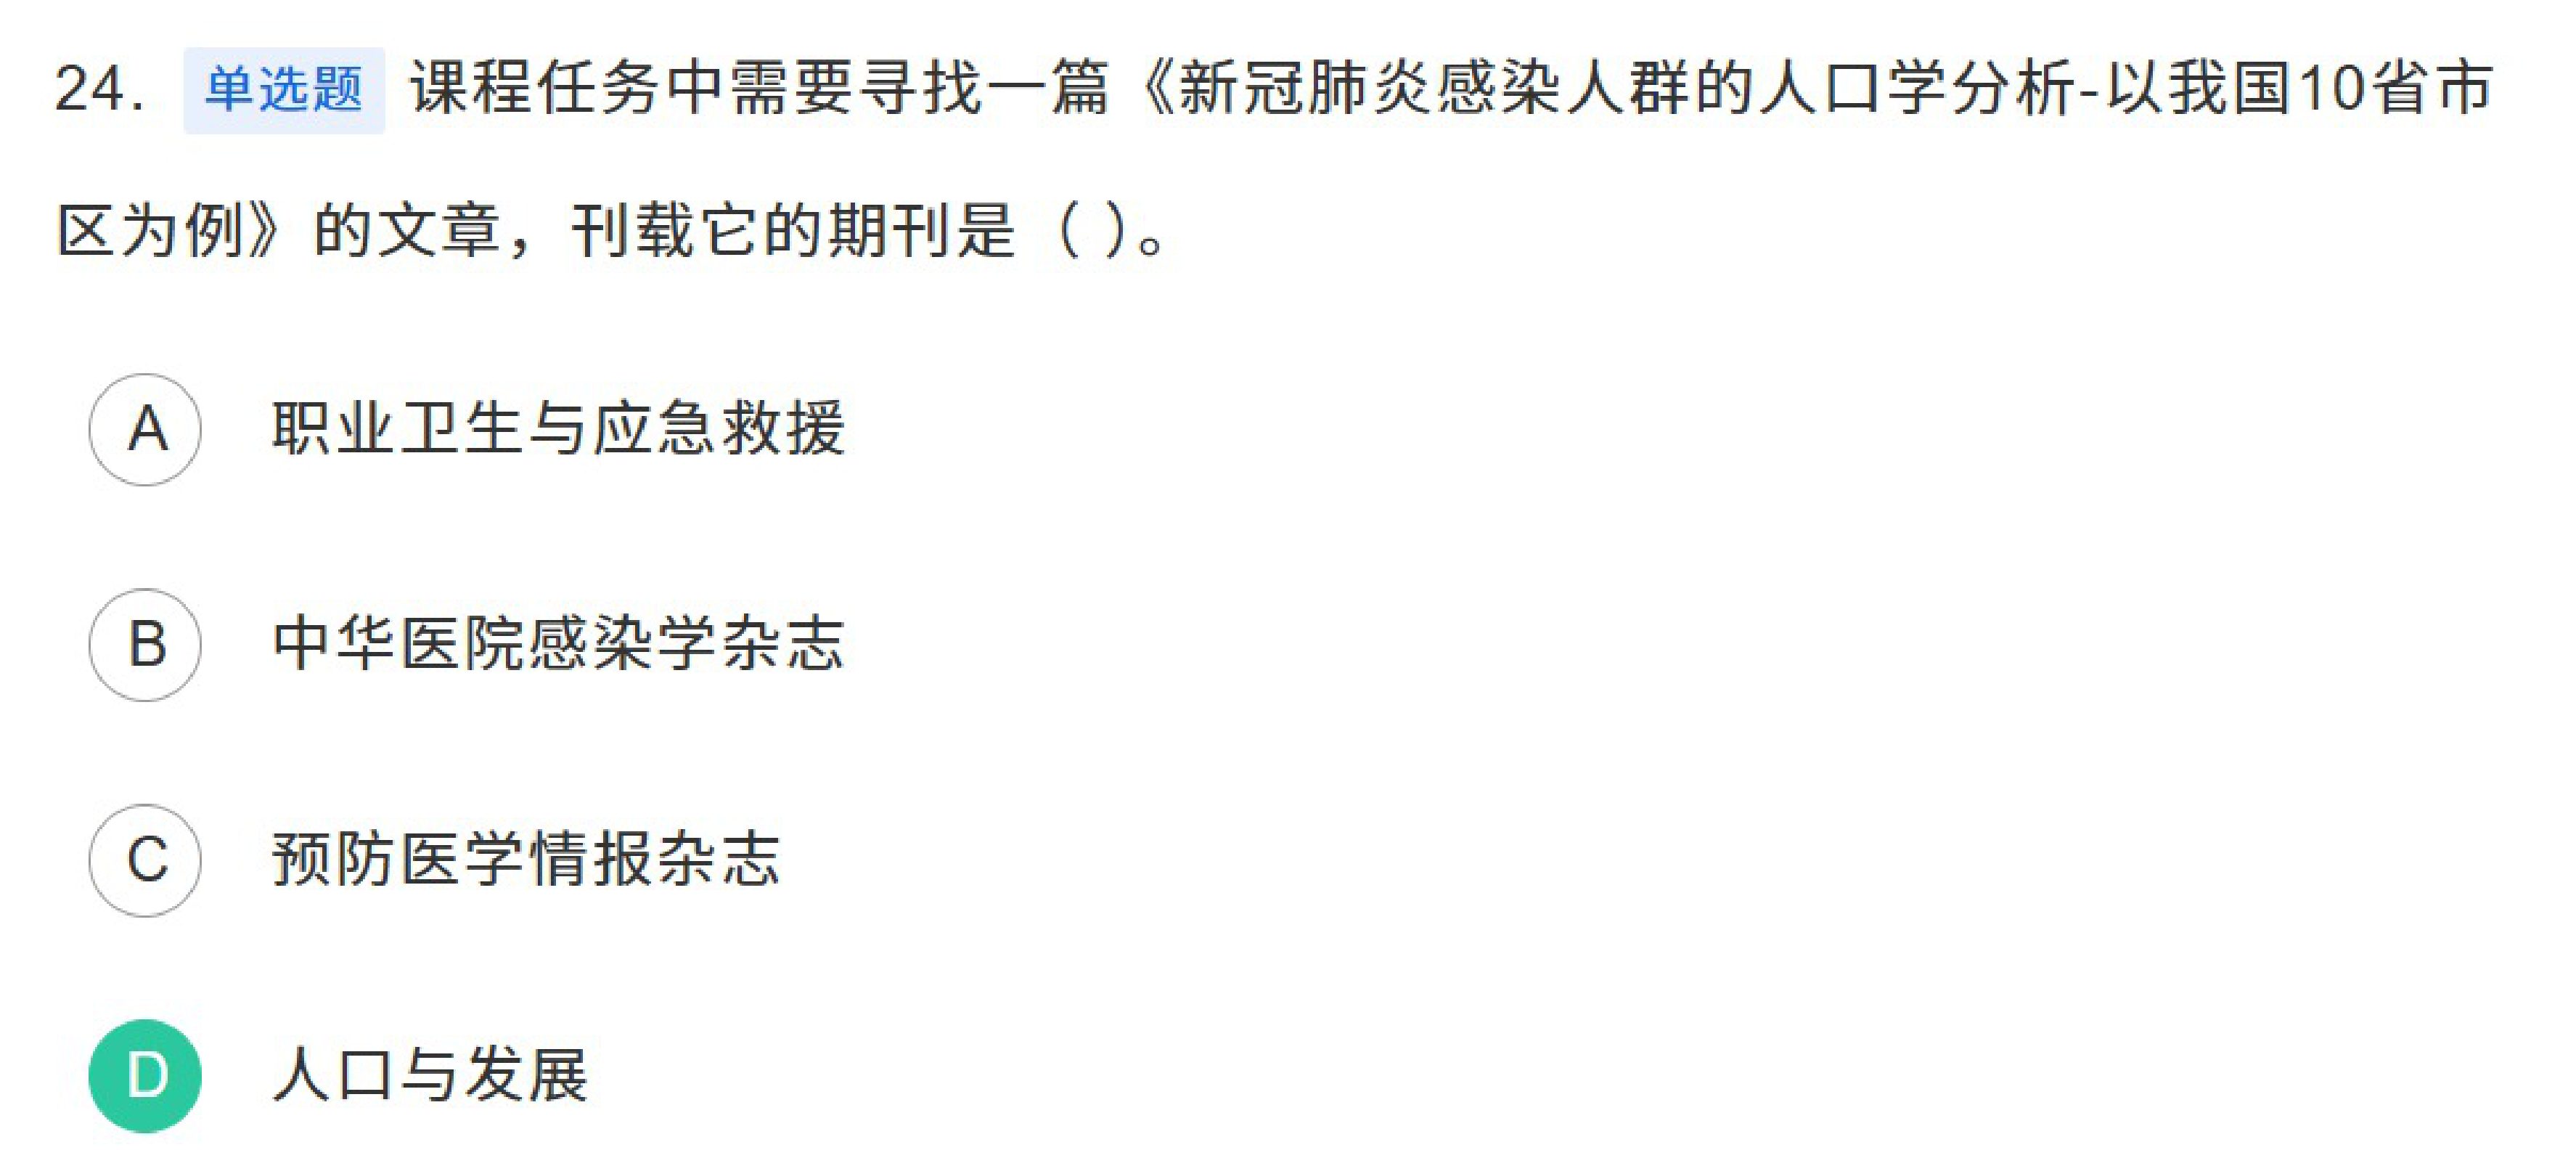 24. 单选题 课程任务中需要寻找一篇《新冠肺炎感染人群的人口学分析-以我国10省市
区为例》的文章，刊载它的期刊是（ ）。
A 职业卫生与应急救援
B 中华医院感染学杂志
C 预防医学情报杂志
D 人口与发展